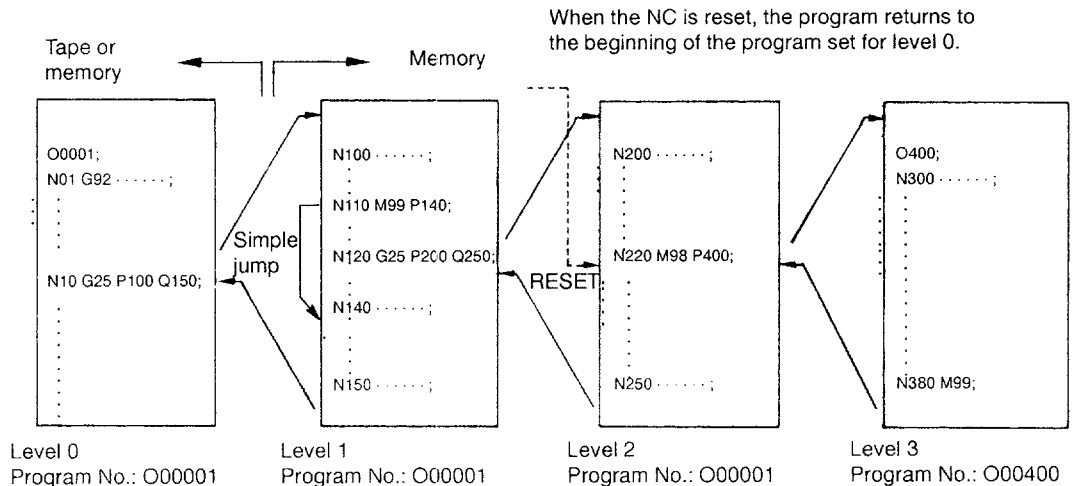 When the NC is reset, the program returns to
the beginning of the program set for level 0.
Tape or
memory
Memory
O0001;
N01 G92 · · · · · · ;
N10 G25 P100 Q150;
Level 0
Program No.: O00001
N100 · · · · · · ;
N110 M99 P140;
Simple
jump
N120 G25 P200 Q250;
N140 · · · · · · ;
N150 · · · · · · ;
Level 1
Program No.: O00001
N200 · · · · · · ;
N220 M98 P400;
RESET
N250 · · · · · · ;
Level 2
Program No.: O00001
O400;
N300 · · · · · · ;
N380 M99;
Level 3
Program No.: O00400